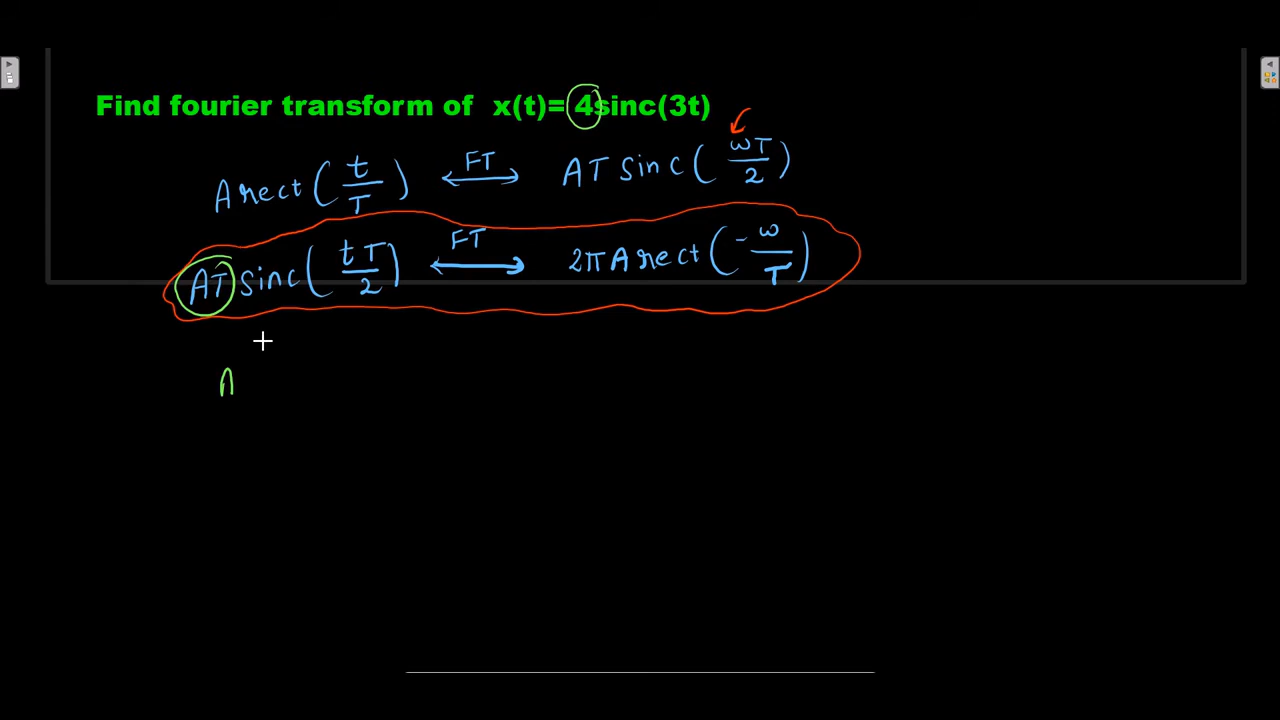 Find fourier transform of x(t)= 4sinc(3t)
A rect(t/T) ⟷FT AT sinc(ωT/2)
AT sinc(tT/2) ⟷FT 2π A rect(-ω/T)
A